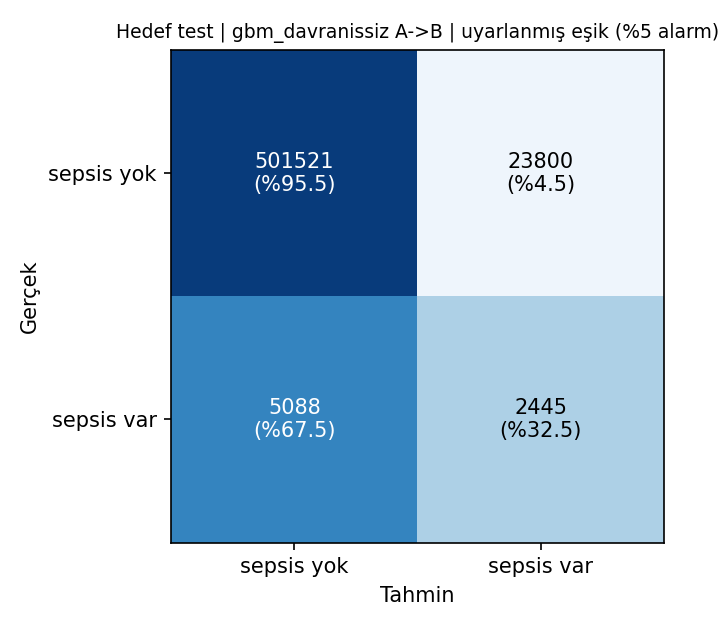 Hedef test | gbm_davranissiz A->B | uyarlanmış eşik (%5 alarm)
sepsis yok
501521
(%95.5)
23800
(%4.5)
Gerçek
sepsis var
5088
(%67.5)
2445
(%32.5)
sepsis yok
sepsis var
Tahmin